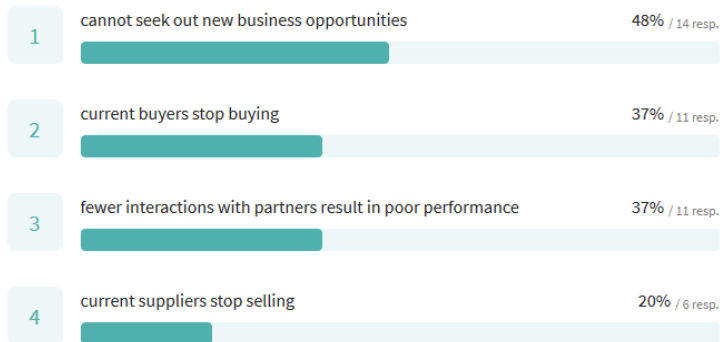 1
cannot seek out new business opportunities
48% / 14 resp.
2
current buyers stop buying
37% / 11 resp.
3
fewer interactions with partners result in poor performance
37% / 11 resp.
4
current suppliers stop selling
20% / 6 resp.